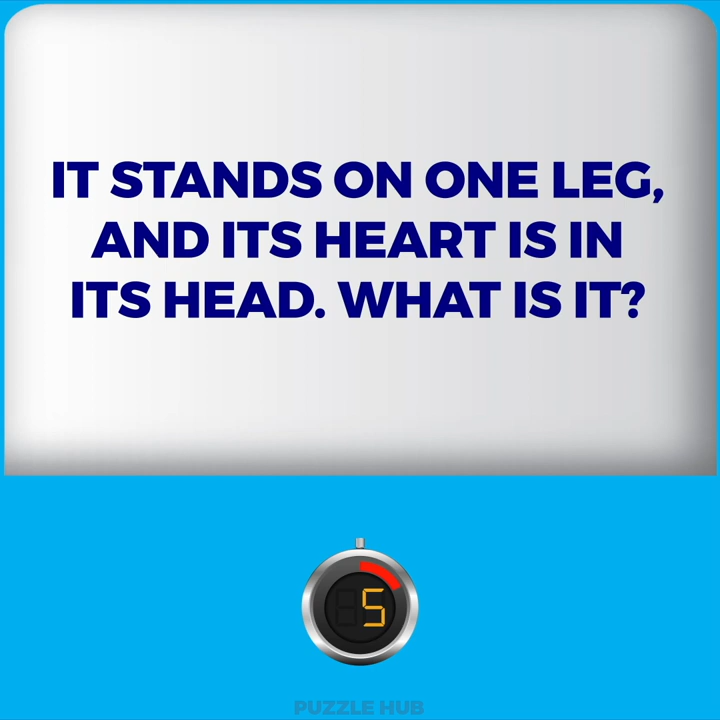 IT STANDS ON ONE LEG,
AND ITS HEART IS IN
ITS HEAD. WHAT IS IT?
5
PUZZLE HUB